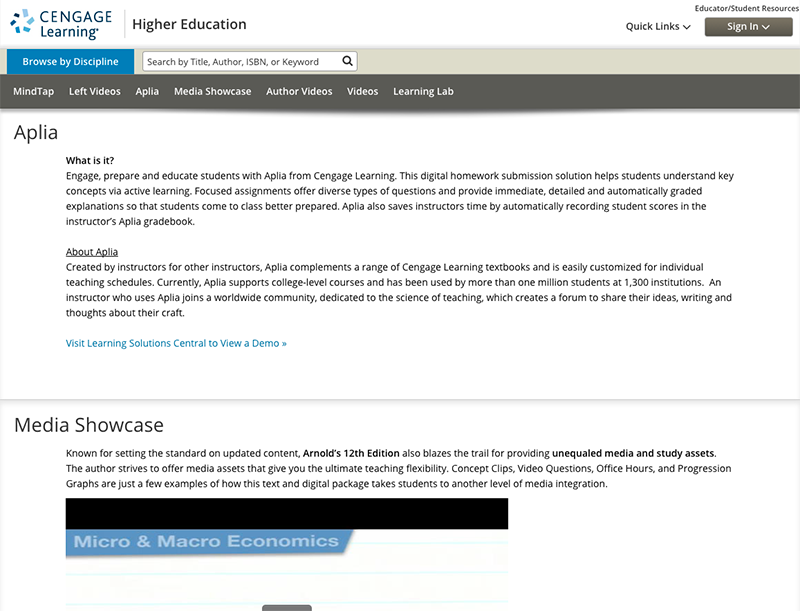 Educator/Student Resources
CENGAGE
Learning®
Higher Education
Quick Links
Sign In
Browse by Discipline
Search by Title, Author, ISBN, or Keyword
MindTap Left Videos Aplia Media Showcase Author Videos Videos Learning Lab
Aplia
What is it?
Engage, prepare and educate students with Aplia from Cengage Learning. This digital homework submission solution helps students understand key
concepts via active learning. Focused assignments offer diverse types of questions and provide immediate, detailed and automatically graded
explanations so that students come to class better prepared. Aplia also saves instructors time by automatically recording student scores in the
instructor’s Aplia gradebook.
About Aplia
Created by instructors for other instructors, Aplia complements a range of Cengage Learning textbooks and is easily customized for individual
teaching schedules. Currently, Aplia supports college-level courses and has been used by more than one million students at 1,300 institutions. An
instructor who uses Aplia joins a worldwide community, dedicated to the science of teaching, which creates a forum to share their ideas, writing and
thoughts about their craft.
Visit Learning Solutions Central to View a Demo »
Media Showcase
Known for setting the standard on updated content, Arnold’s 12th Edition also blazes the trail for providing unequaled media and study assets.
The author strives to offer media assets that give you the ultimate teaching flexibility. Concept Clips, Video Questions, Office Hours, and Progression
Graphs are just a few examples of how this text and digital package takes students to another level of media integration.
Micro & Macro Economics